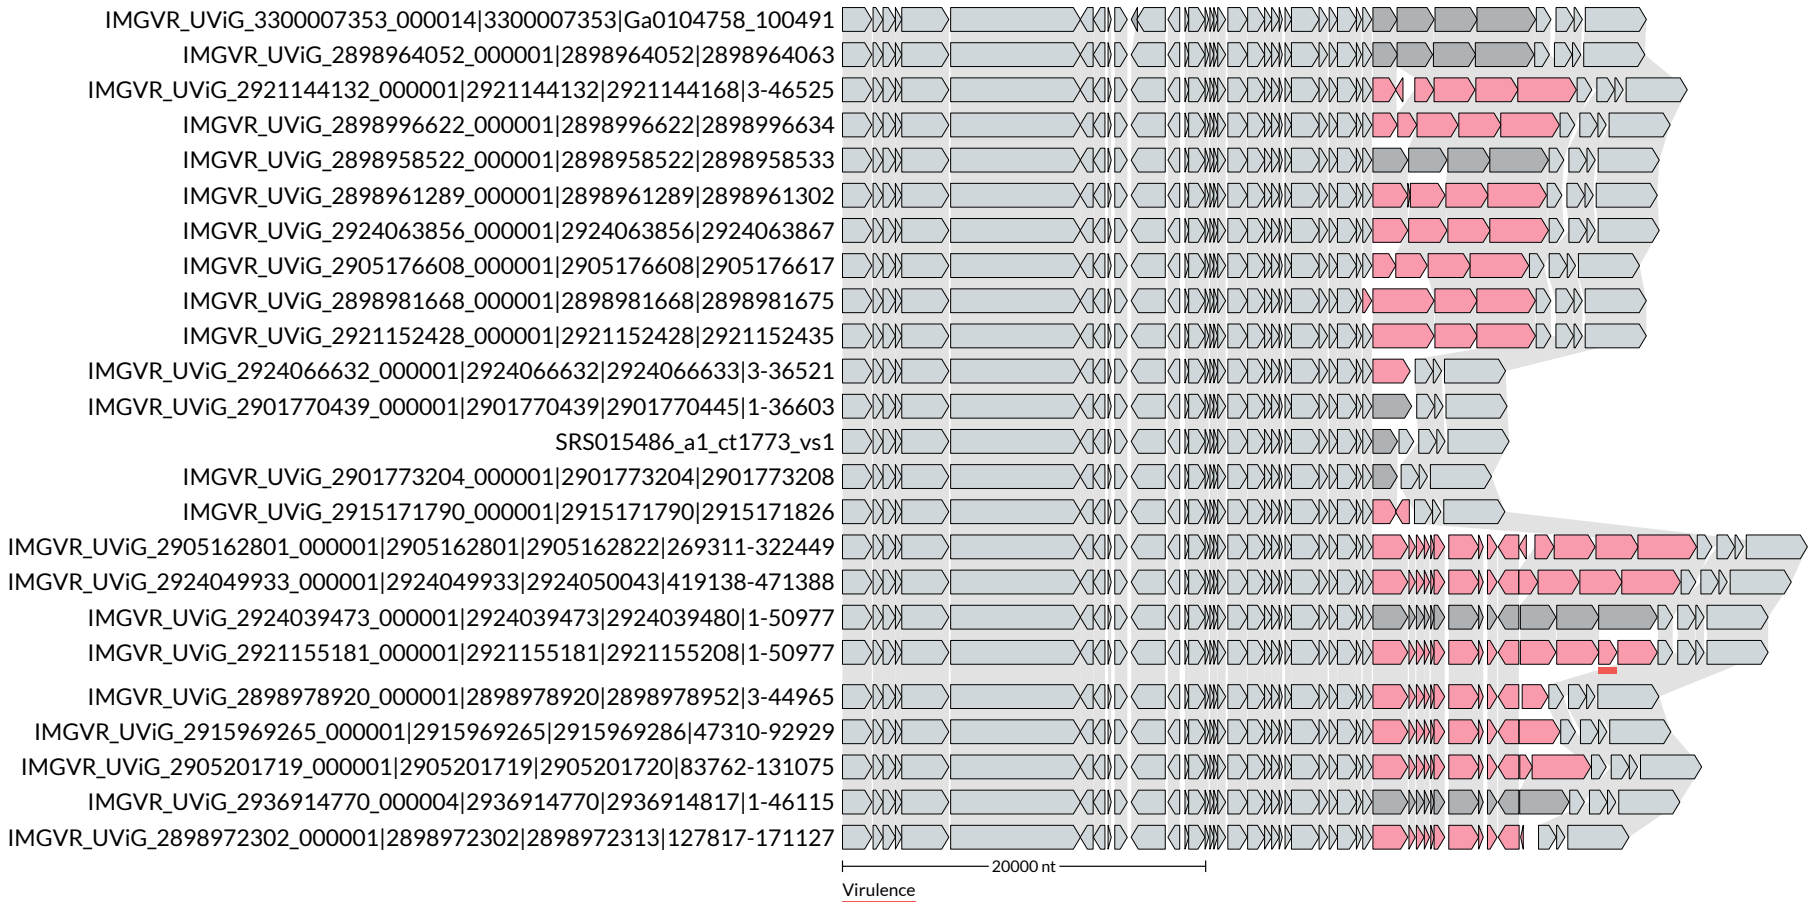 IMGVR_UViG_3300007353_000014|3300007353|Ga0104758_100491
IMGVR_UViG_2898964052_000001|2898964052|2898964063
IMGVR_UViG_2921144132_000001|2921144132|2921144168|3-46525
IMGVR_UViG_2898996622_000001|2898996622|2898996634
IMGVR_UViG_2898958522_000001|2898958522|2898958533
IMGVR_UViG_2898961289_000001|2898961289|2898961302
IMGVR_UViG_2924063856_000001|2924063856|2924063867
IMGVR_UViG_2905176608_000001|2905176608|2905176617
IMGVR_UViG_2898981668_000001|2898981668|2898981675
IMGVR_UViG_2921152428_000001|2921152428|2921152435
IMGVR_UViG_2924066632_000001|2924066632|2924066633|3-36521
IMGVR_UViG_2901770439_000001|2901770439|2901770445|1-36603
SRS015486_a1_ct1773_vs1
IMGVR_UViG_2901773204_000001|2901773204|2901773208
IMGVR_UViG_2915171790_000001|2915171790|2915171826
IMGVR_UViG_2905162801_000001|2905162801|2905162822|269311-322449
IMGVR_UViG_2924049933_000001|2924049933|2924050043|419138-471388
IMGVR_UViG_2924039473_000001|2924039473|2924039480|1-50977
IMGVR_UViG_2921155181_000001|2921155181|2921155208|1-50977
IMGVR_UViG_2898978920_000001|2898978920|2898978952|3-44965
IMGVR_UViG_2915969265_000001|2915969265|2915969286|47310-92929
IMGVR_UViG_2905201719_000001|2905201719|2905201720|83762-131075
IMGVR_UViG_2936914770_000004|2936914770|2936914817|1-46115
IMGVR_UViG_2898972302_000001|2898972302|2898972313|127817-171127
20000 nt
Virulence